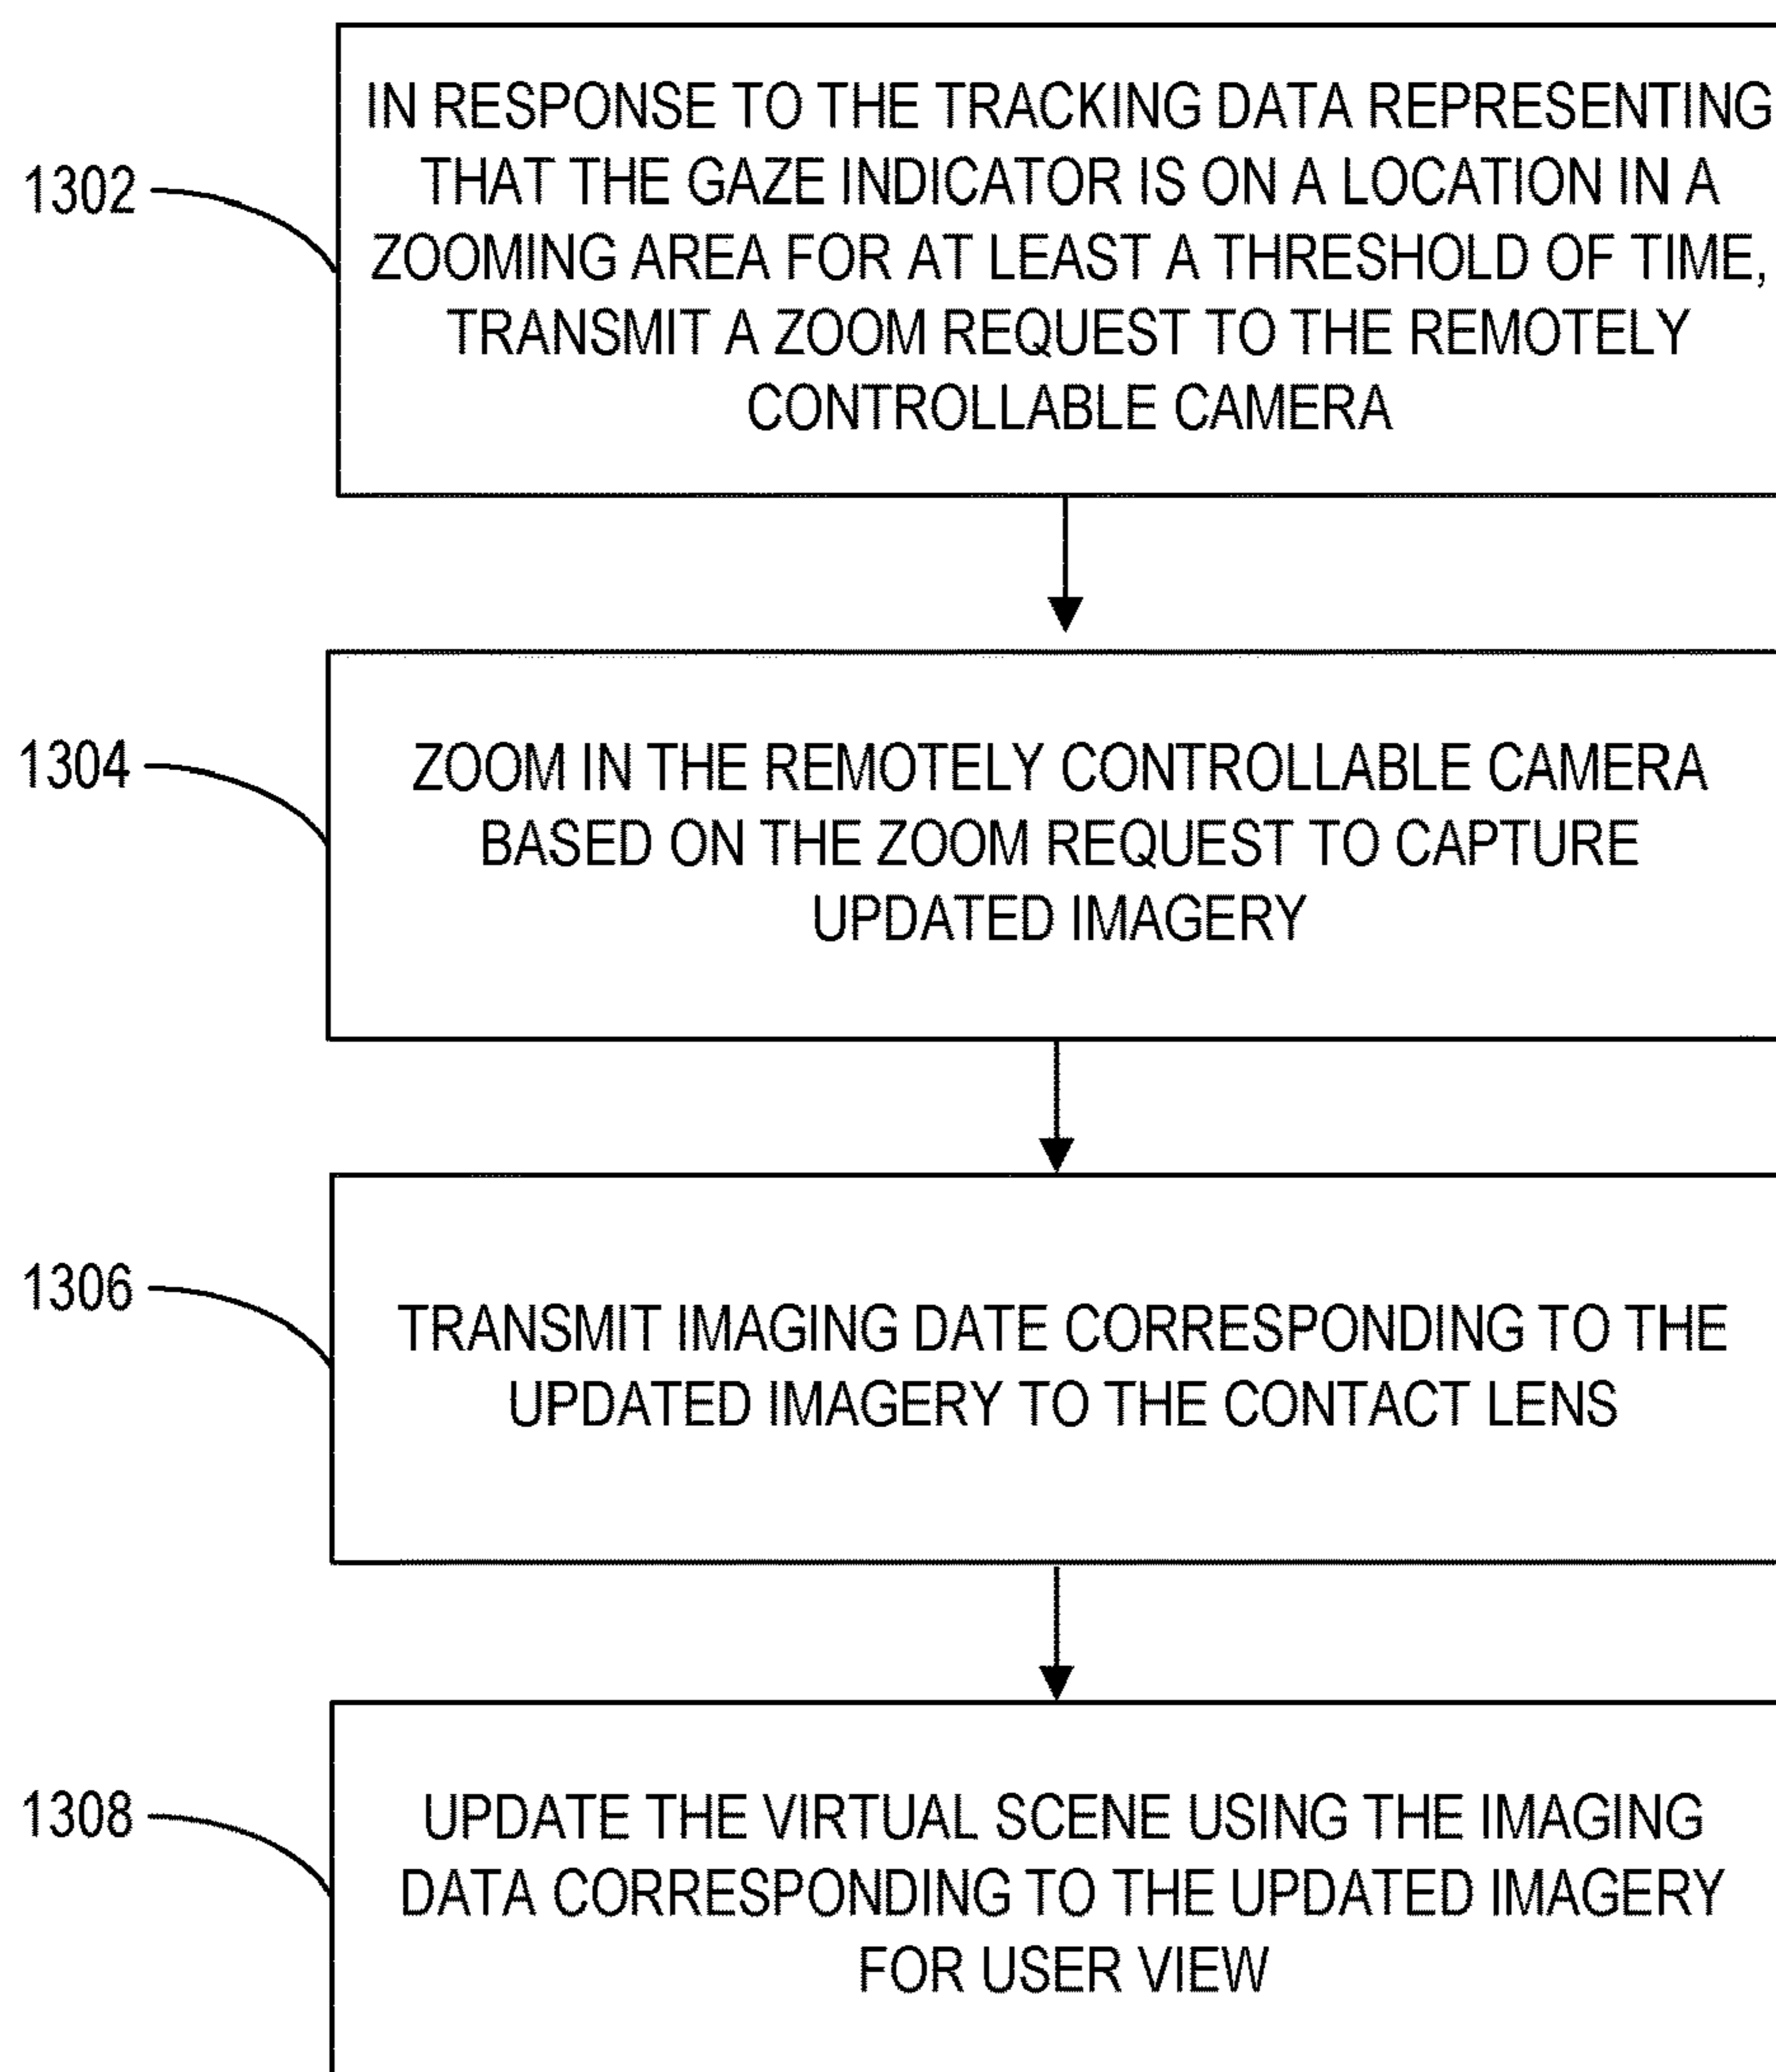 1302
IN RESPONSE TO THE TRACKING DATA REPRESENTING
THAT THE GAZE INDICATOR IS ON A LOCATION IN A
ZOOMING AREA FOR AT LEAST A THRESHOLD OF TIME,
TRANSMIT A ZOOM REQUEST TO THE REMOTELY
CONTROLLABLE CAMERA
1304
ZOOM IN THE REMOTELY CONTROLLABLE CAMERA
BASED ON THE ZOOM REQUEST TO CAPTURE
UPDATED IMAGERY
1306
TRANSMIT IMAGING DATE CORRESPONDING TO THE
UPDATED IMAGERY TO THE CONTACT LENS
1308
UPDATE THE VIRTUAL SCENE USING THE IMAGING
DATA CORRESPONDING TO THE UPDATED IMAGERY
FOR USER VIEW